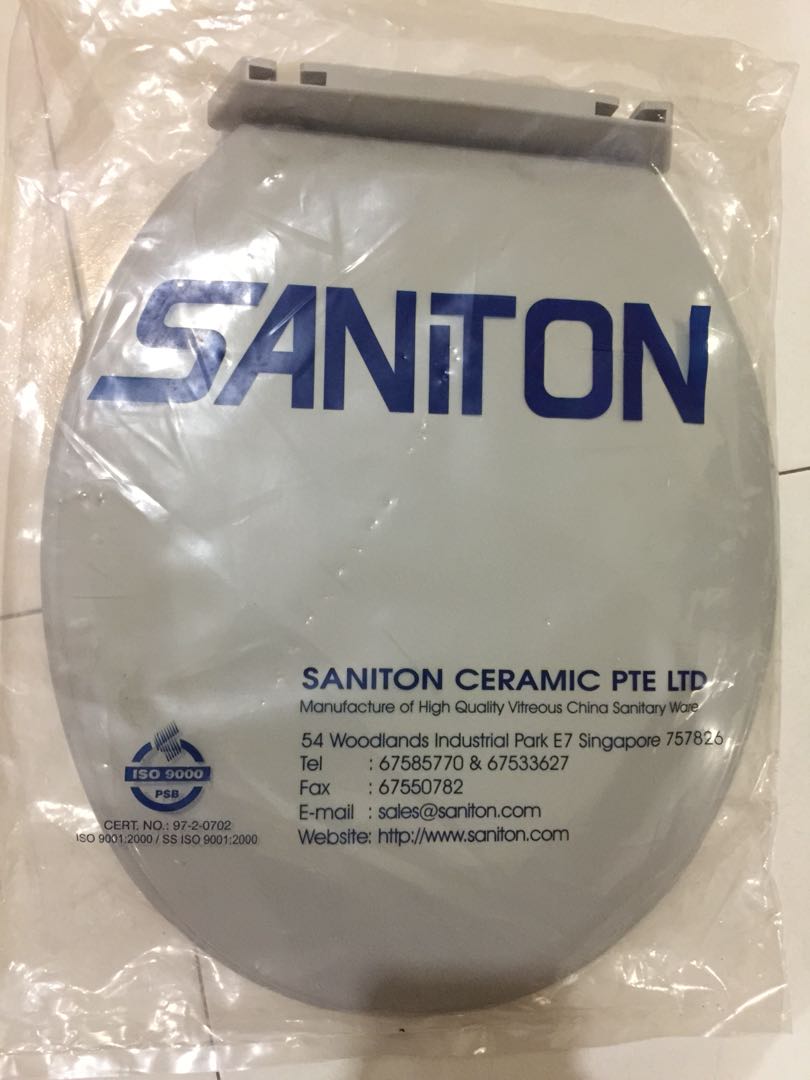 SANiTON
SANITON CERAMIC PTE LTD
Manufacture of High Quality Vitreous China Sanitary Ware
54 Woodlands Industrial Park E7 Singapore 757826
Tel : 67585770 & 67533627
Fax : 67550782
E-mail : sales@saniton.com
Website: http://www.saniton.com
ISO 9000
PSB
CERT. NO.: 97-2-0702
ISO 9001:2000 / SS ISO 9001:2000